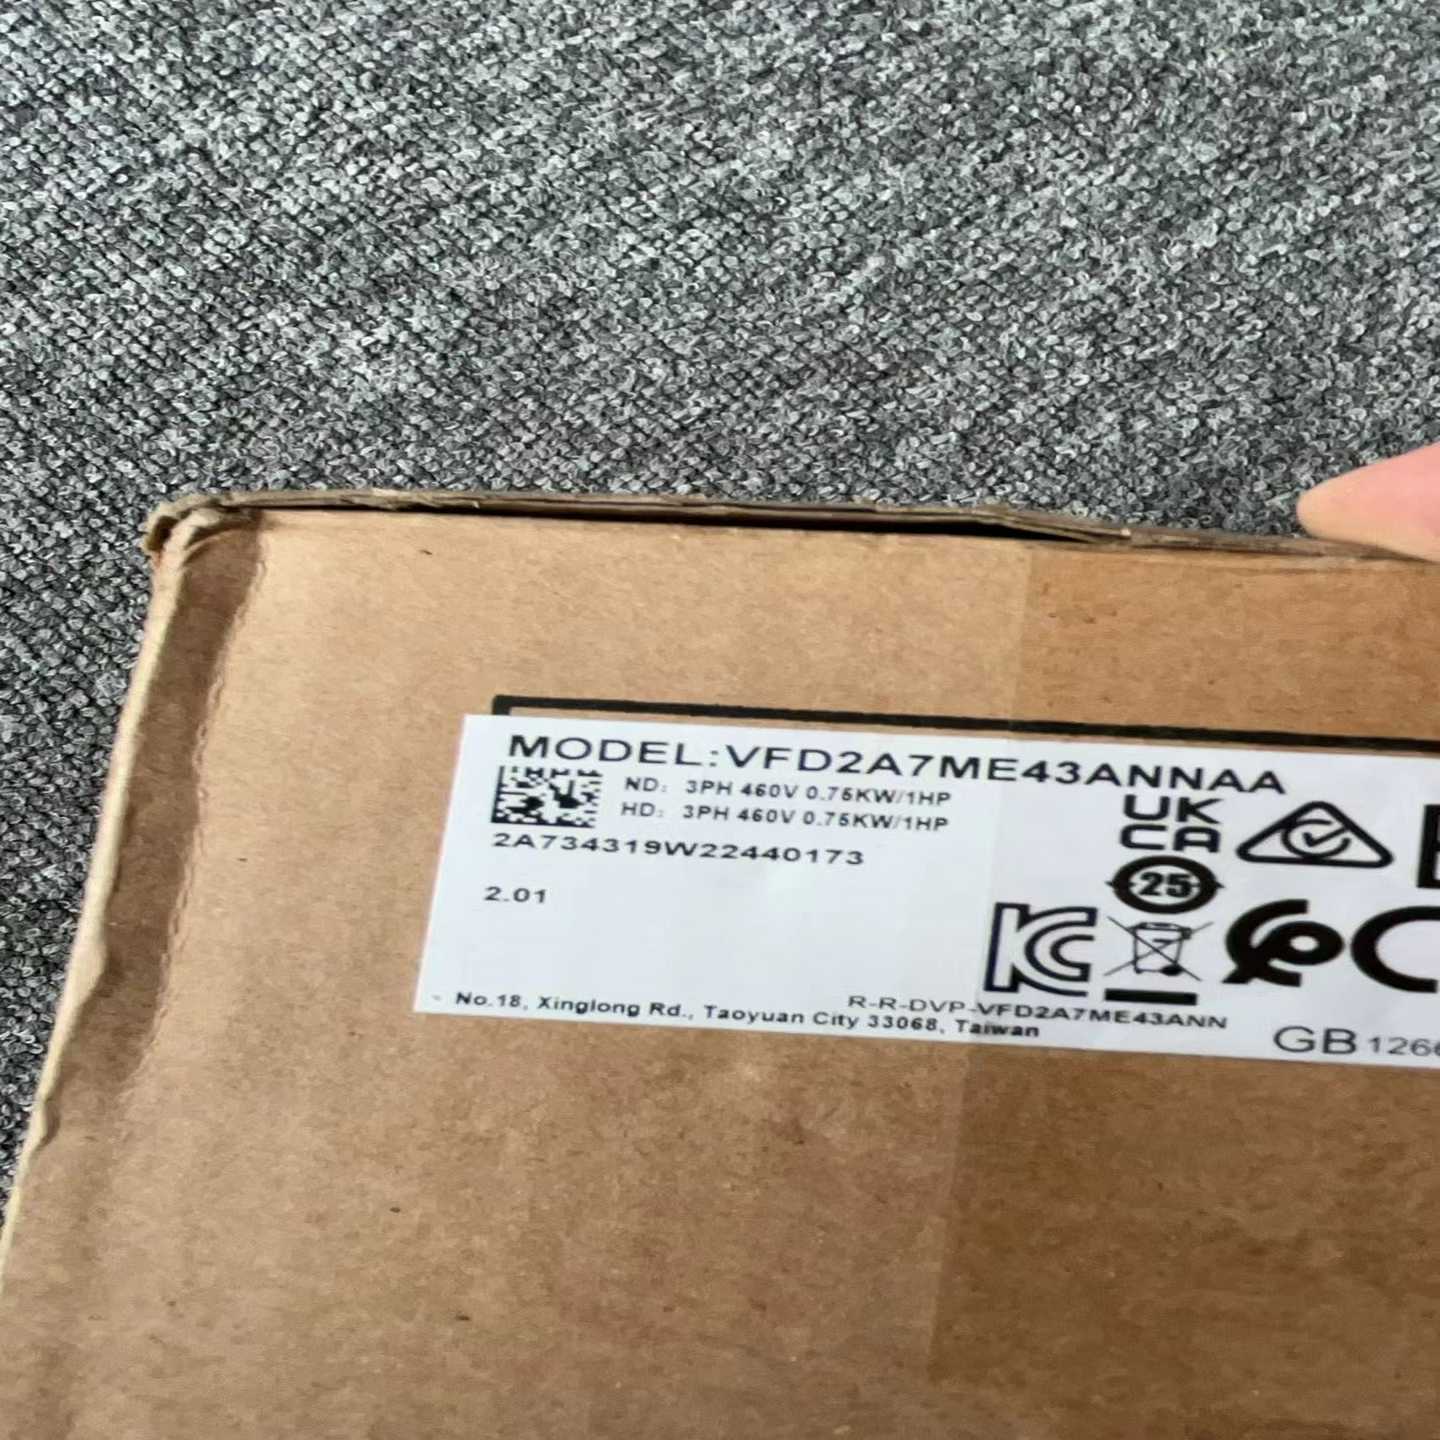 MODEL:VFD2A7ME43ANNAA
ND: 3PH 460V 0.75KW/1HP
HD: 3PH 460V 0.75KW/1HP
2A734319W22440173
2.01
UK
CA
25
R-R-DVP-VFD2A7ME43ANN
No.18, Xinglong Rd., Taoyuan City 33068, Taiwan
GB 1266